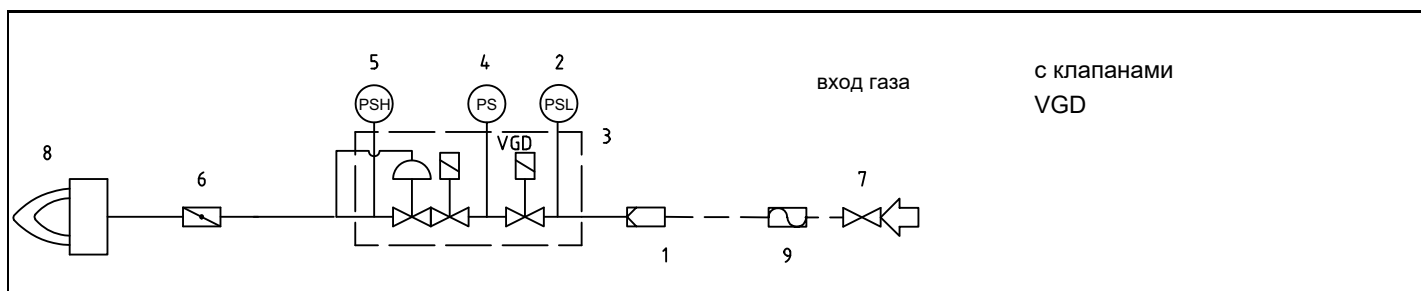 5 4 2
вход газа
с клапанами
VGD
PSH PS PSL
VGD
3
8
6
7
1
9